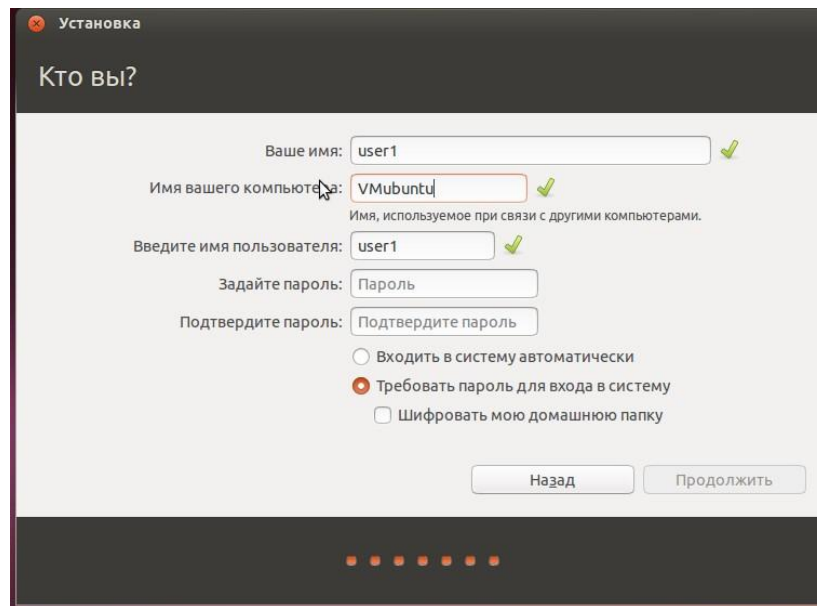 Установка
Кто вы?
Ваше имя: user1
Имя вашего компьютера: VMubuntu
Имя, используемое при связи с другими компьютерами.
Введите имя пользователя: user1
Задайте пароль: Пароль
Подтвердите пароль: Подтвердите пароль
Входить в систему автоматически
Требовать пароль для входа в систему
Шифровать мою домашнюю папку
Назад Продолжить